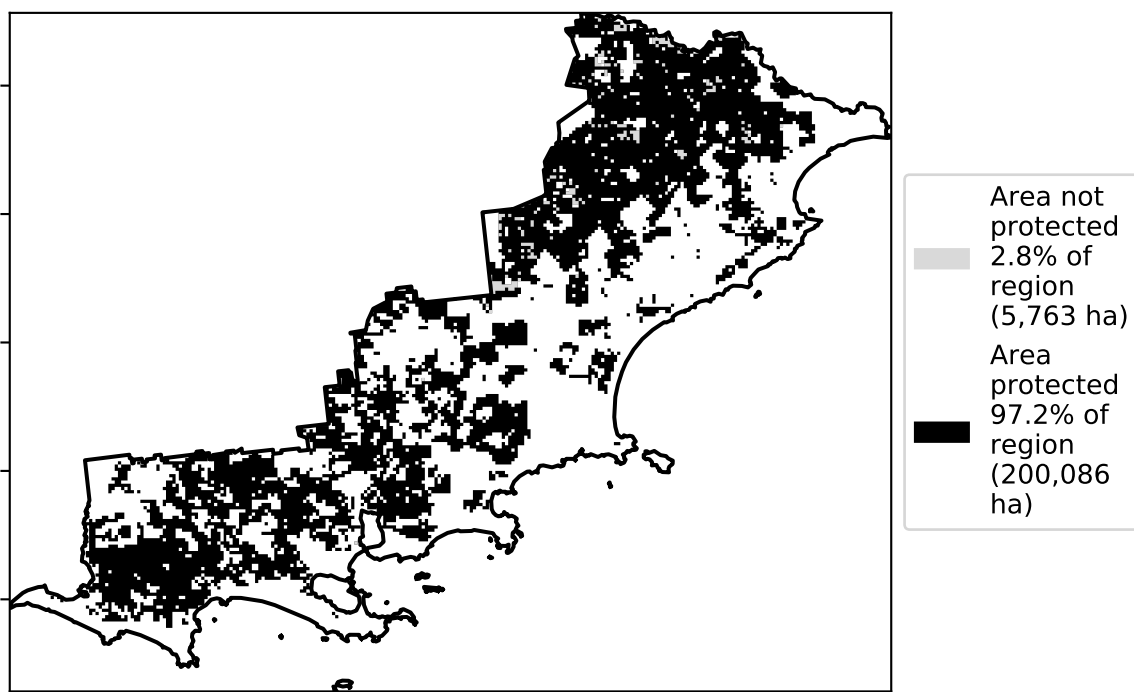 Area not
protected
2.8% of
region
(5,763 ha)
Area
protected
97.2% of
region
(200,086
ha)